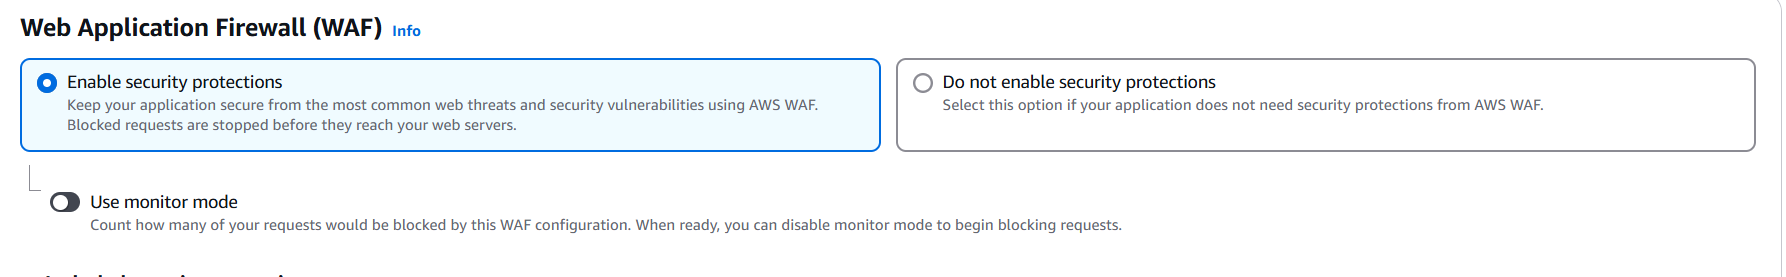 Web Application Firewall (WAF) Info
Enable security protections
Keep your application secure from the most common web threats and security vulnerabilities using AWS WAF.
Blocked requests are stopped before they reach your web servers.
Do not enable security protections
Select this option if your application does not need security protections from AWS WAF.
Use monitor mode
Count how many of your requests would be blocked by this WAF configuration. When ready, you can disable monitor mode to begin blocking requests.